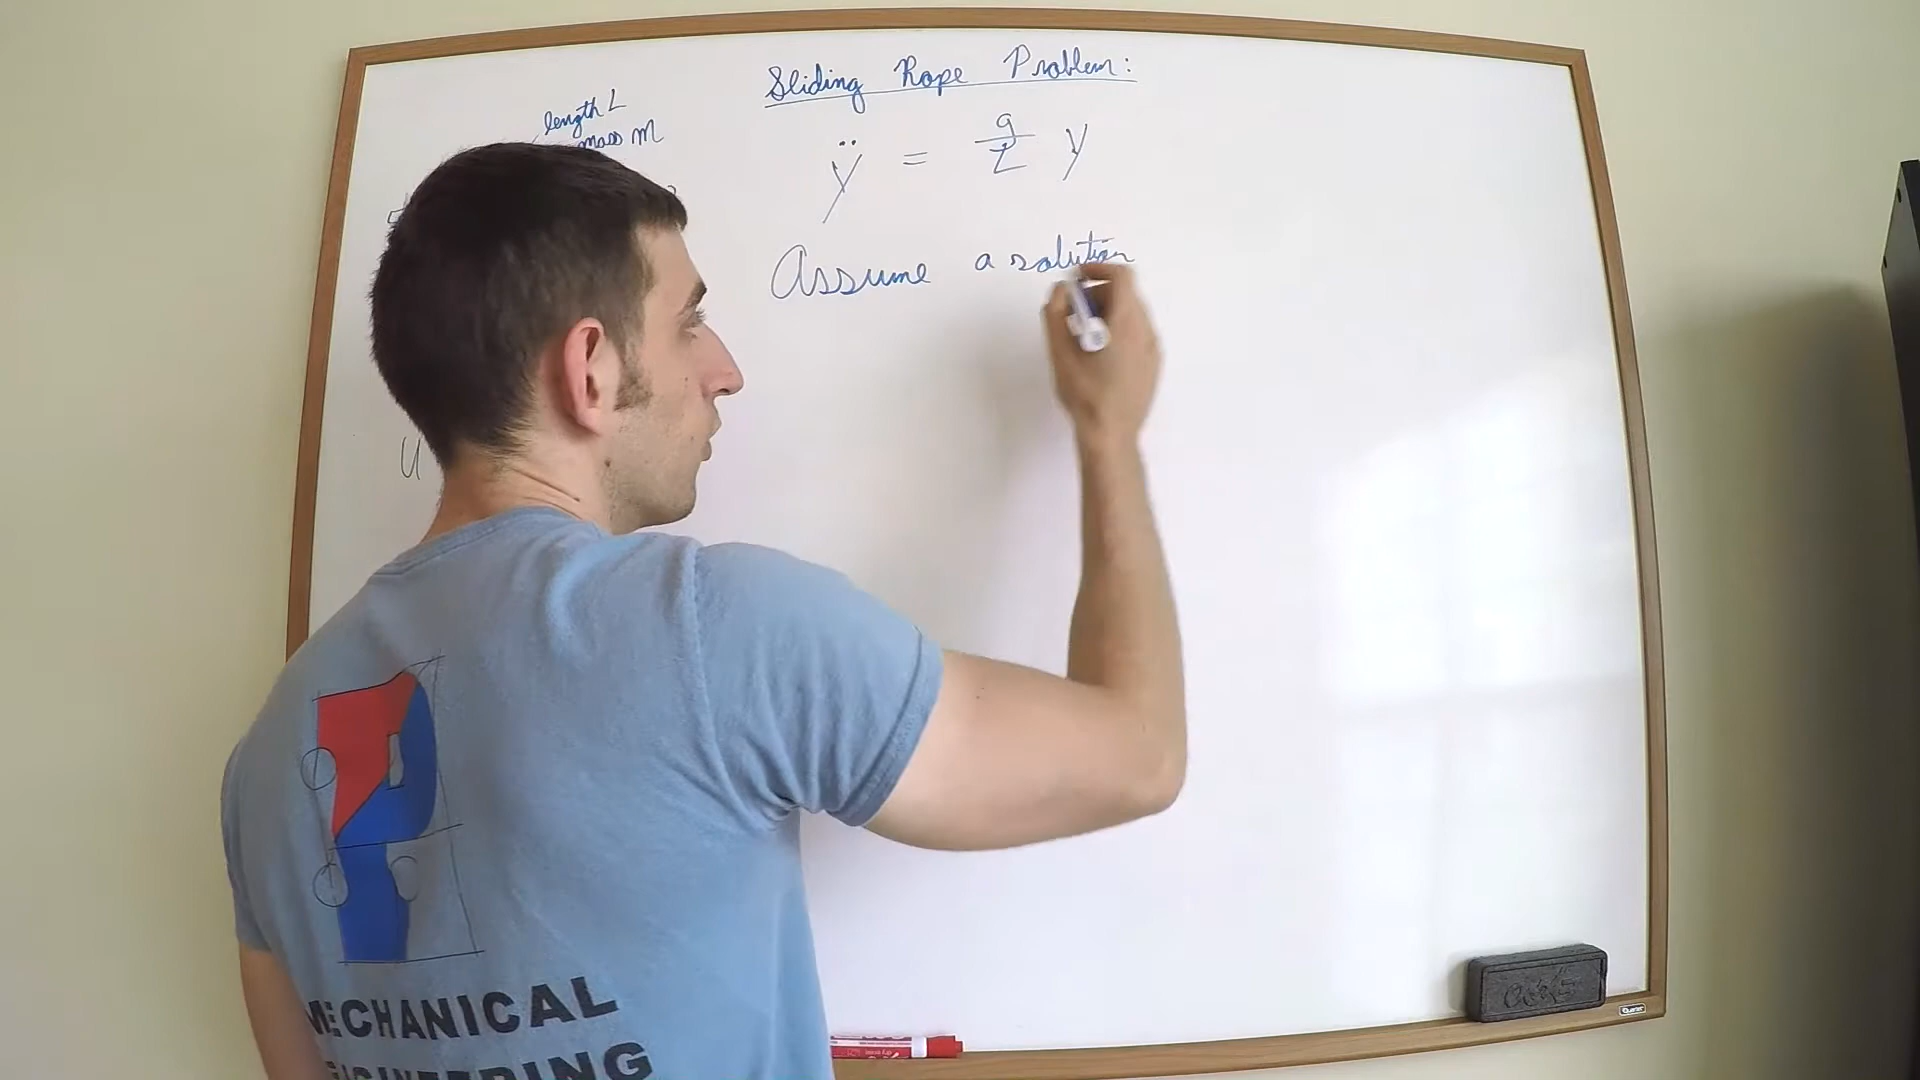 Sliding Rope Problem:
length L
mass m
ÿ = g/L y
Assume a solution
U
MECHANICAL